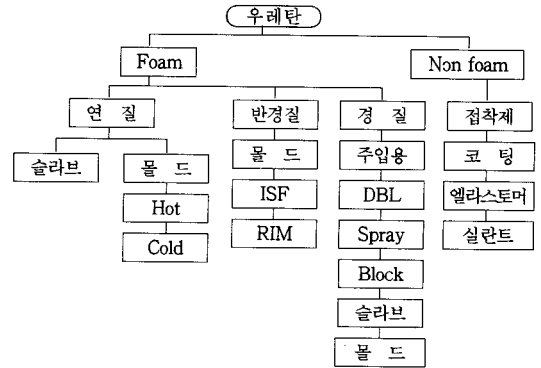 우레탄
Foam
Non foam
연 질
반경질
경 질
접착제
슬라브
몰 드
몰 드
주입용
코 팅
Hot
ISF
DBL
엘라스토머
Cold
RIM
Spray
실란트
Block
슬라브
몰 드